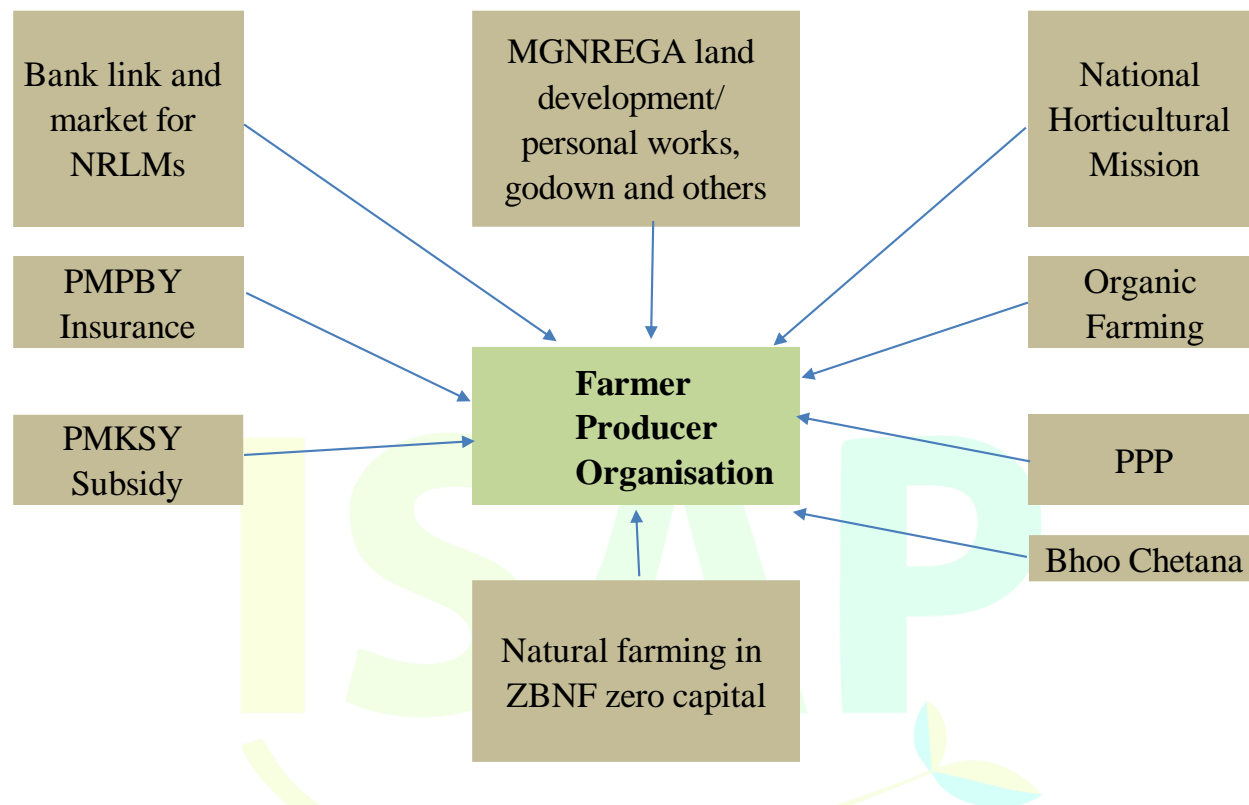 Bank link and
market for
NRLMs
MGNREGA land
development/
personal works,
godown and others
National
Horticultural
Mission
PMPBY
Insurance
Organic
Farming
Farmer
Producer
Organisation
PMKSY
Subsidy
PPP
Bhoo Chetana
Natural farming in
ZBNF zero capital
ISAP